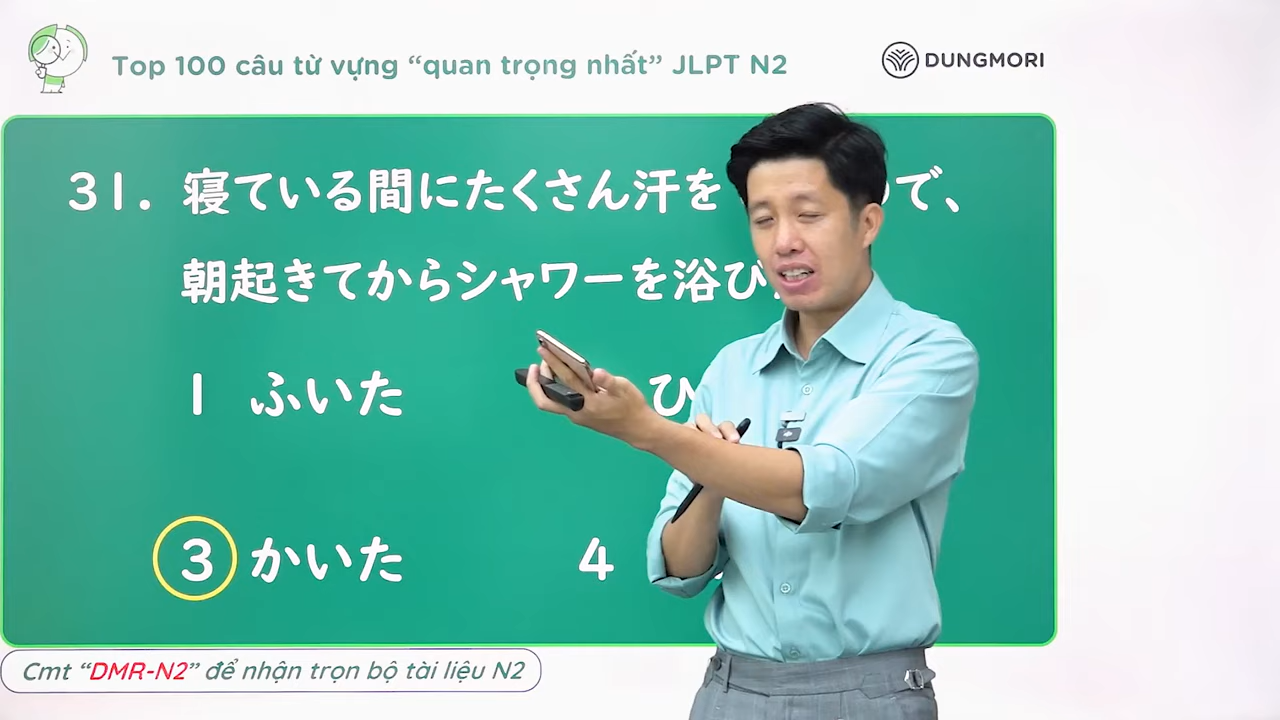 Top 100 câu từ vựng “quan trọng nhất” JLPT N2
DUNGMORI
31. 寝ている間にたくさん汗を で、
朝起きてからシャワーを浴び
1 ふいた
ひ
3 かいた
4
Cmt “DMR-N2” để nhận trọn bộ tài liệu N2